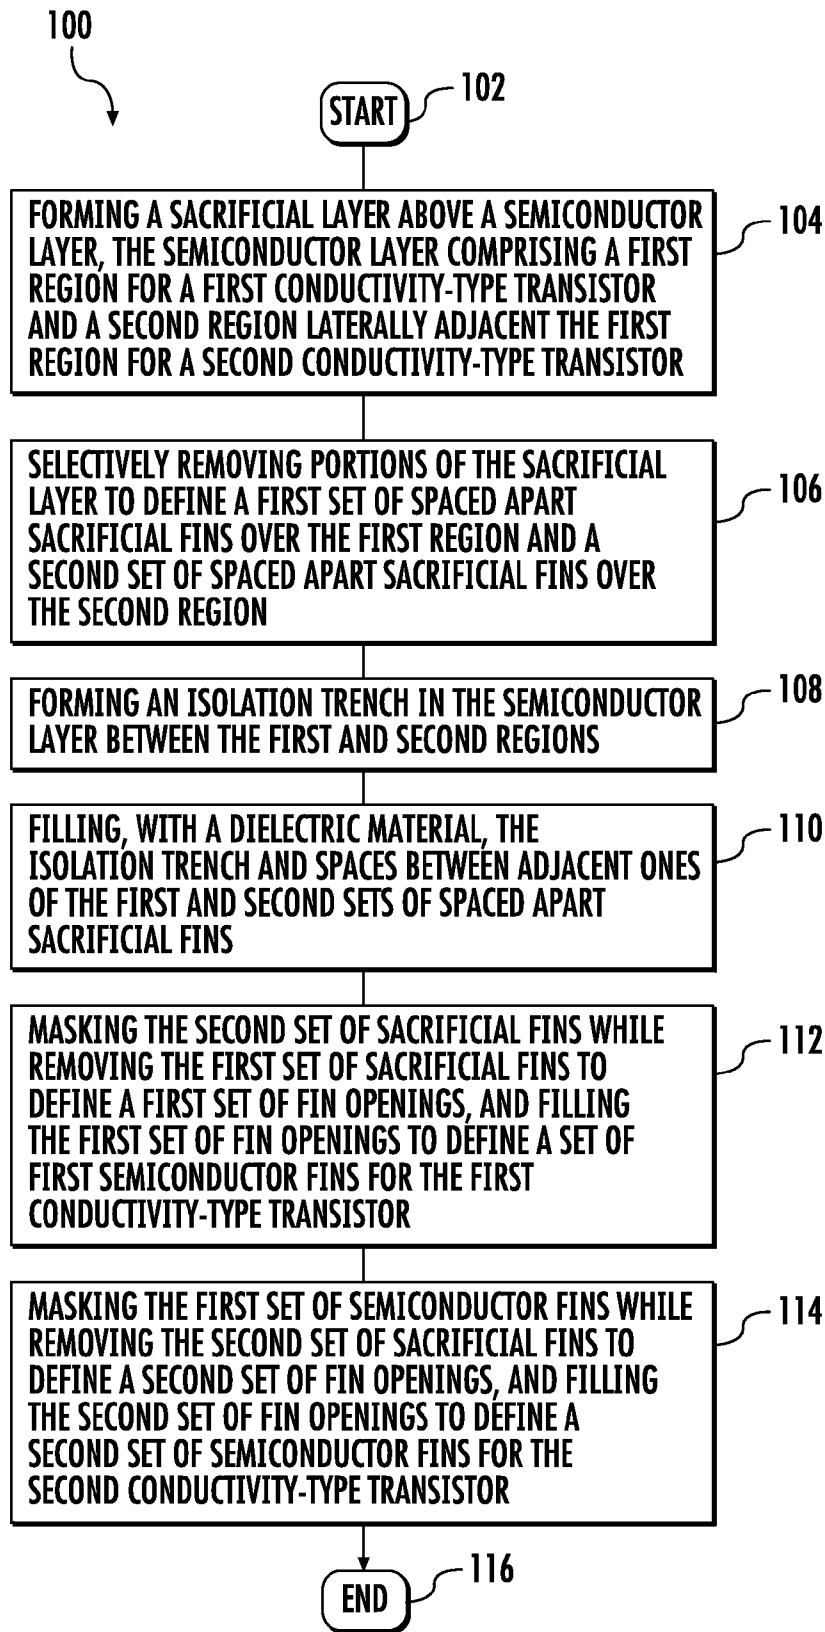 100
START
102
FORMING A SACRIFICIAL LAYER ABOVE A SEMICONDUCTOR
LAYER, THE SEMICONDUCTOR LAYER COMPRISING A FIRST
REGION FOR A FIRST CONDUCTIVITY-TYPE TRANSISTOR
AND A SECOND REGION LATERALLY ADJACENT THE FIRST
REGION FOR A SECOND CONDUCTIVITY-TYPE TRANSISTOR
104
SELECTIVELY REMOVING PORTIONS OF THE SACRIFICIAL
LAYER TO DEFINE A FIRST SET OF SPACED APART
SACRIFICIAL FINS OVER THE FIRST REGION AND A
SECOND SET OF SPACED APART SACRIFICIAL FINS OVER
THE SECOND REGION
106
FORMING AN ISOLATION TRENCH IN THE SEMICONDUCTOR
LAYER BETWEEN THE FIRST AND SECOND REGIONS
108
FILLING, WITH A DIELECTRIC MATERIAL, THE
ISOLATION TRENCH AND SPACES BETWEEN ADJACENT ONES
OF THE FIRST AND SECOND SETS OF SPACED APART
SACRIFICIAL FINS
110
MASKING THE SECOND SET OF SACRIFICIAL FINS WHILE
REMOVING THE FIRST SET OF SACRIFICIAL FINS TO
DEFINE A FIRST SET OF FIN OPENINGS, AND FILLING
THE FIRST SET OF FIN OPENINGS TO DEFINE A SET OF
FIRST SEMICONDUCTOR FINS FOR THE FIRST
CONDUCTIVITY-TYPE TRANSISTOR
112
MASKING THE FIRST SET OF SEMICONDUCTOR FINS WHILE
REMOVING THE SECOND SET OF SACRIFICIAL FINS TO
DEFINE A SECOND SET OF FIN OPENINGS, AND FILLING
THE SECOND SET OF FIN OPENINGS TO DEFINE A
SECOND SET OF SEMICONDUCTOR FINS FOR THE
SECOND CONDUCTIVITY-TYPE TRANSISTOR
114
END
116